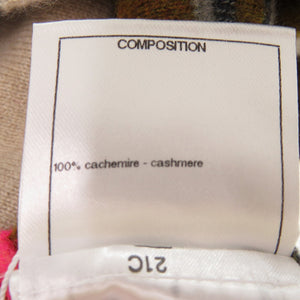 COMPOSITION
100% cachemire - cashmere
21C